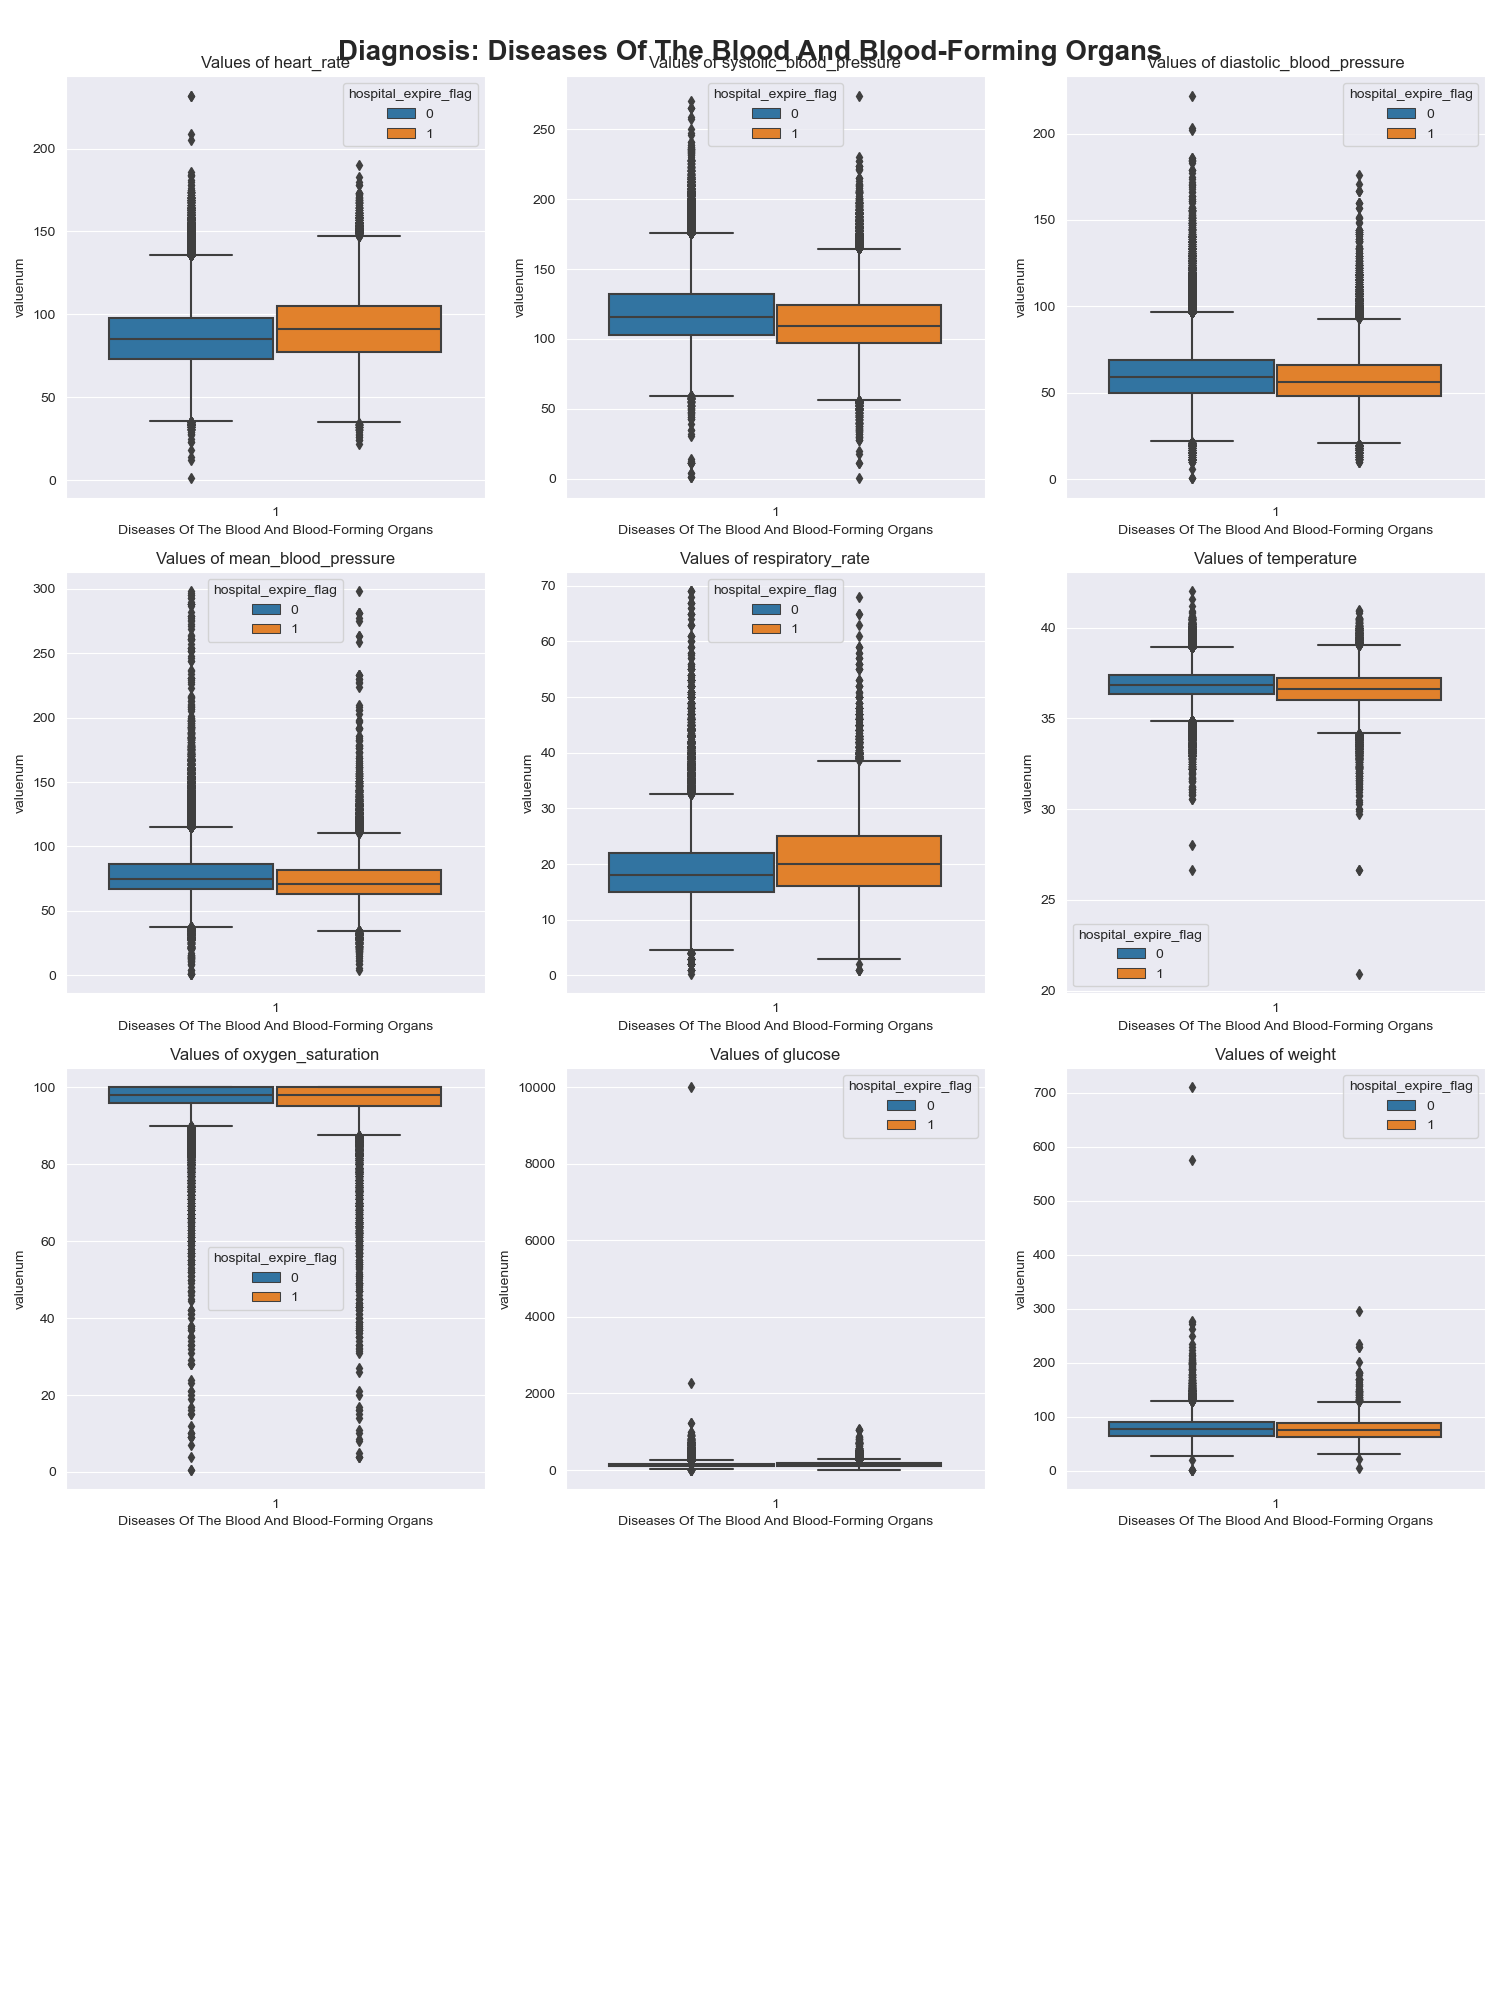 Diagnosis: Diseases Of The Blood And Blood-Forming Organs
Values of heart_rate
hospital_expire_flag
0
1
200
150
100
50
0
valuenum
1
Diseases Of The Blood And Blood-Forming Organs
Values of systolic_blood_pressure
hospital_expire_flag
0
1
250
200
150
100
50
0
valuenum
1
Diseases Of The Blood And Blood-Forming Organs
Values of diastolic_blood_pressure
hospital_expire_flag
0
1
200
150
100
50
0
valuenum
1
Diseases Of The Blood And Blood-Forming Organs
Values of mean_blood_pressure
hospital_expire_flag
0
1
300
250
200
150
100
50
0
valuenum
1
Diseases Of The Blood And Blood-Forming Organs
Values of respiratory_rate
hospital_expire_flag
0
1
70
60
50
40
30
20
10
0
valuenum
1
Diseases Of The Blood And Blood-Forming Organs
Values of temperature
40
35
30
25
20
valuenum
hospital_expire_flag
0
1
1
Diseases Of The Blood And Blood-Forming Organs
Values of oxygen_saturation
100
80
60
40
20
0
valuenum
hospital_expire_flag
0
1
1
Diseases Of The Blood And Blood-Forming Organs
Values of glucose
hospital_expire_flag
0
1
10000
8000
6000
4000
2000
0
valuenum
1
Diseases Of The Blood And Blood-Forming Organs
Values of weight
hospital_expire_flag
0
1
700
600
500
400
300
200
100
0
valuenum
1
Diseases Of The Blood And Blood-Forming Organs